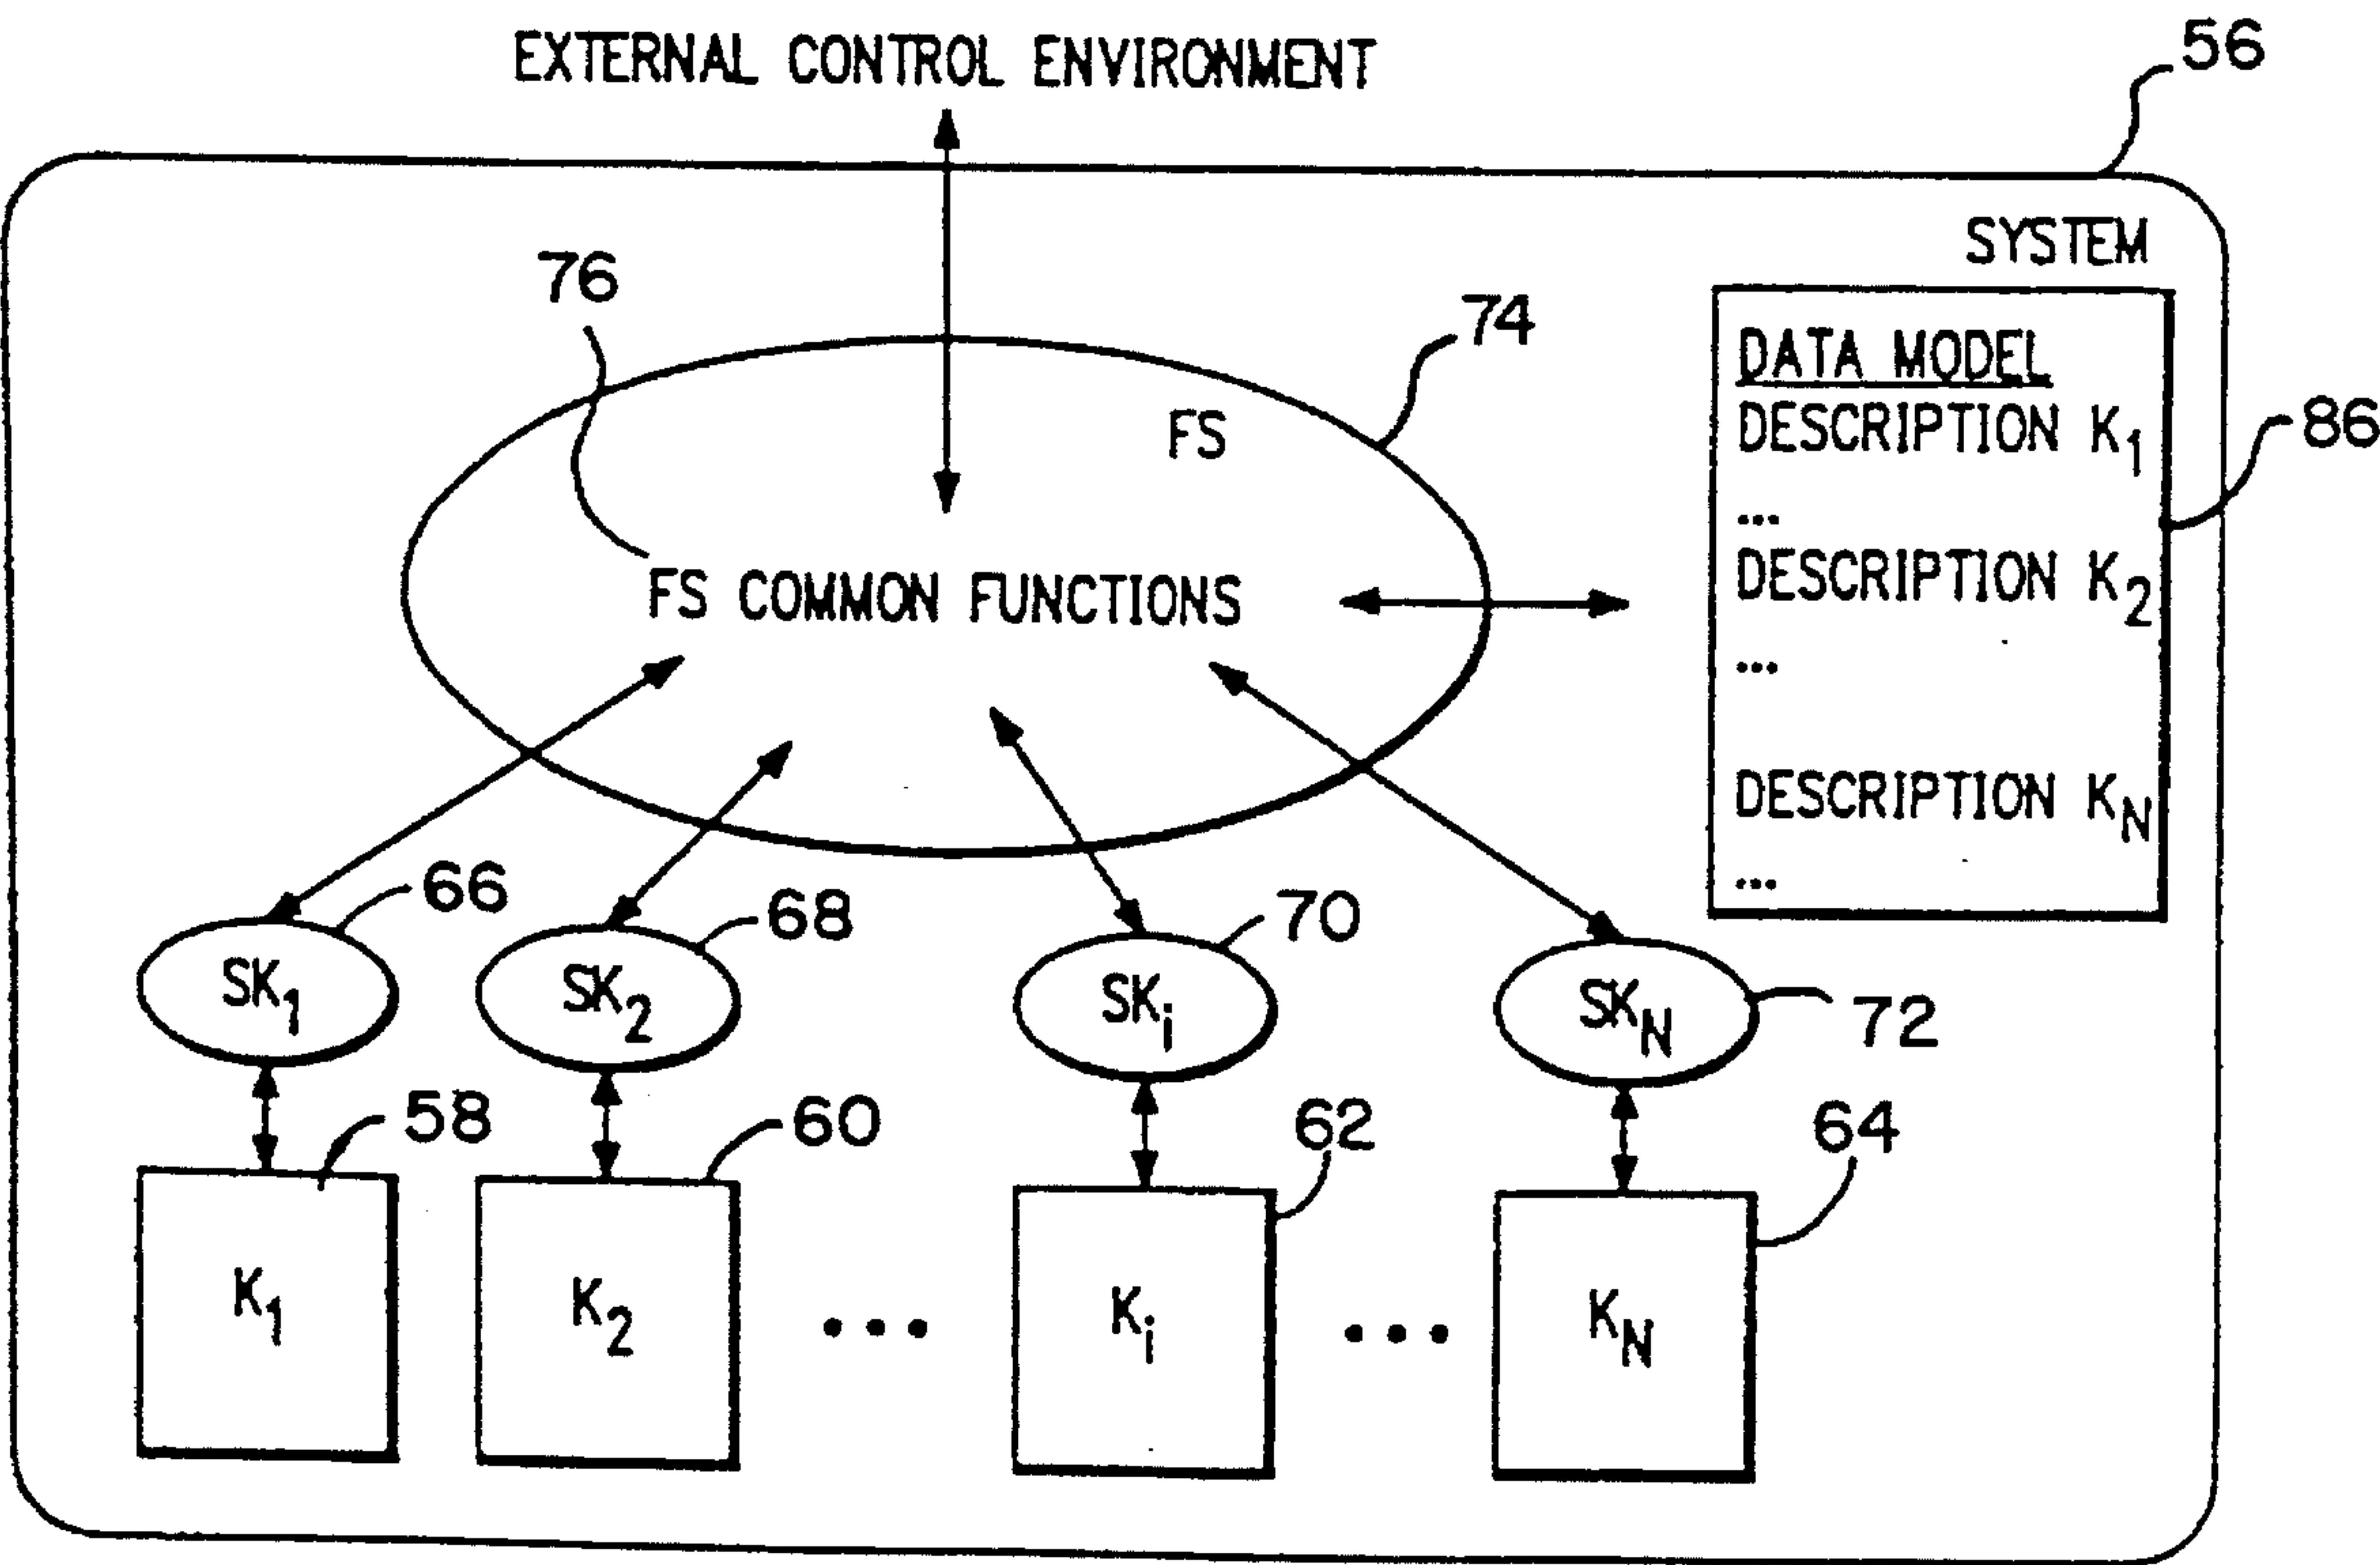 EXTERNAL CONTROL ENVIRONMENT
56
SYSTEM
76
74
FS
DATA MODEL
DESCRIPTION K1
...
86
DESCRIPTION K2
...
DESCRIPTION KN
...
FS COMMON FUNCTIONS
66
68
70
72
SK1
SK2
SKi
SKN
58
60
62
64
K1
K2
...
Ki
...
KN